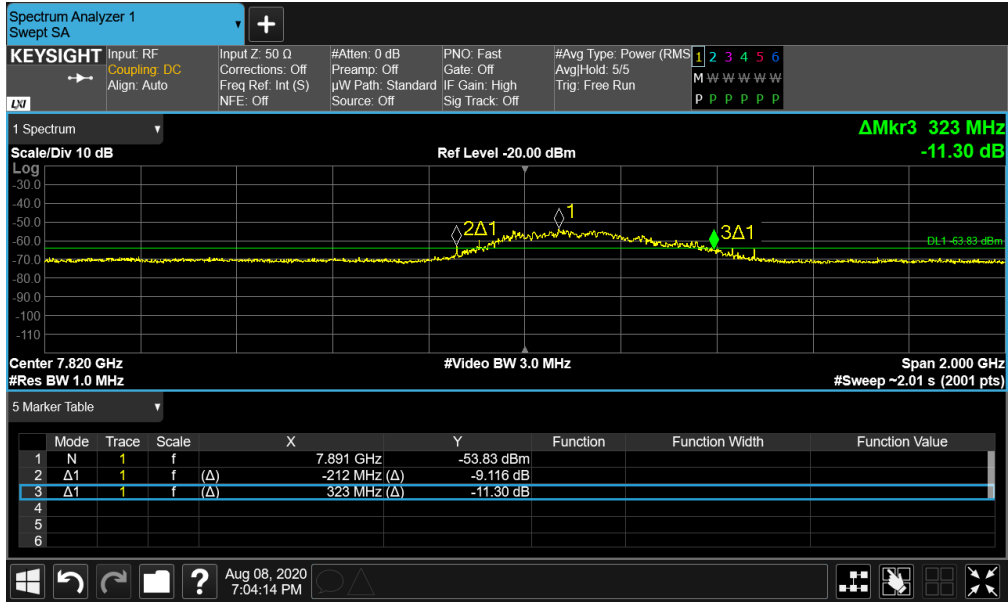 Spectrum Analyzer 1
Swept SA
+
KEYSIGHT
LXI
Input: RF
Coupling: DC
Align: Auto
Input Z: 50 Ω
Corrections: Off
Freq Ref: Int (S)
NFE: Off
#Atten: 0 dB
Preamp: Off
µW Path: Standard
Source: Off
PNO: Fast
Gate: Off
IF Gain: High
Sig Track: Off
#Avg Type: Power (RMS
Avg|Hold: 5/5
Trig: Free Run
1 2 3 4 5 6
M W W W W W
P P P P P P
1 Spectrum
Scale/Div 10 dB
Ref Level -20.00 dBm
ΔMkr3 323 MHz
-11.30 dB
Log
-30.0
-40.0
-50.0
-60.0
-70.0
-80.0
-90.0
-100
-110
2Δ1
1
3Δ1
DL1 -63.83 dBm
Center 7.820 GHz
#Video BW 3.0 MHz
Span 2.000 GHz
#Res BW 1.0 MHz
#Sweep ~2.01 s (2001 pts)
5 Marker Table
Mode Trace Scale X Y Function Function Width Function Value
1 N 1 f 7.891 GHz -53.83 dBm
2 Δ1 1 f (Δ) -212 MHz (Δ) -9.116 dB
3 Δ1 1 f (Δ) 323 MHz (Δ) -11.30 dB
4
5
6
?
Aug 08, 2020
7:04:14 PM